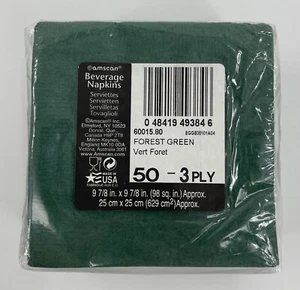 amscan®
Beverage
Napkins
Serviettes
Servietten
Servilletas
Tovaglioli
©Amscan Inc.
Elmsford, NY 10523
Dorval, QC
Canada H9P 2T8
Milton Keynes,
England MK10 0DA
Victoria, Australia 3061
www.Amscan.com
0 48419 49384 6
60015.80
FOREST GREEN
Vert Foret
MADE IN
USA
50 - 3 PLY
9 7/8 in. x 9 7/8 in. (98 sq. in.) Approx.
25 cm x 25 cm (629 cm²) Approx.